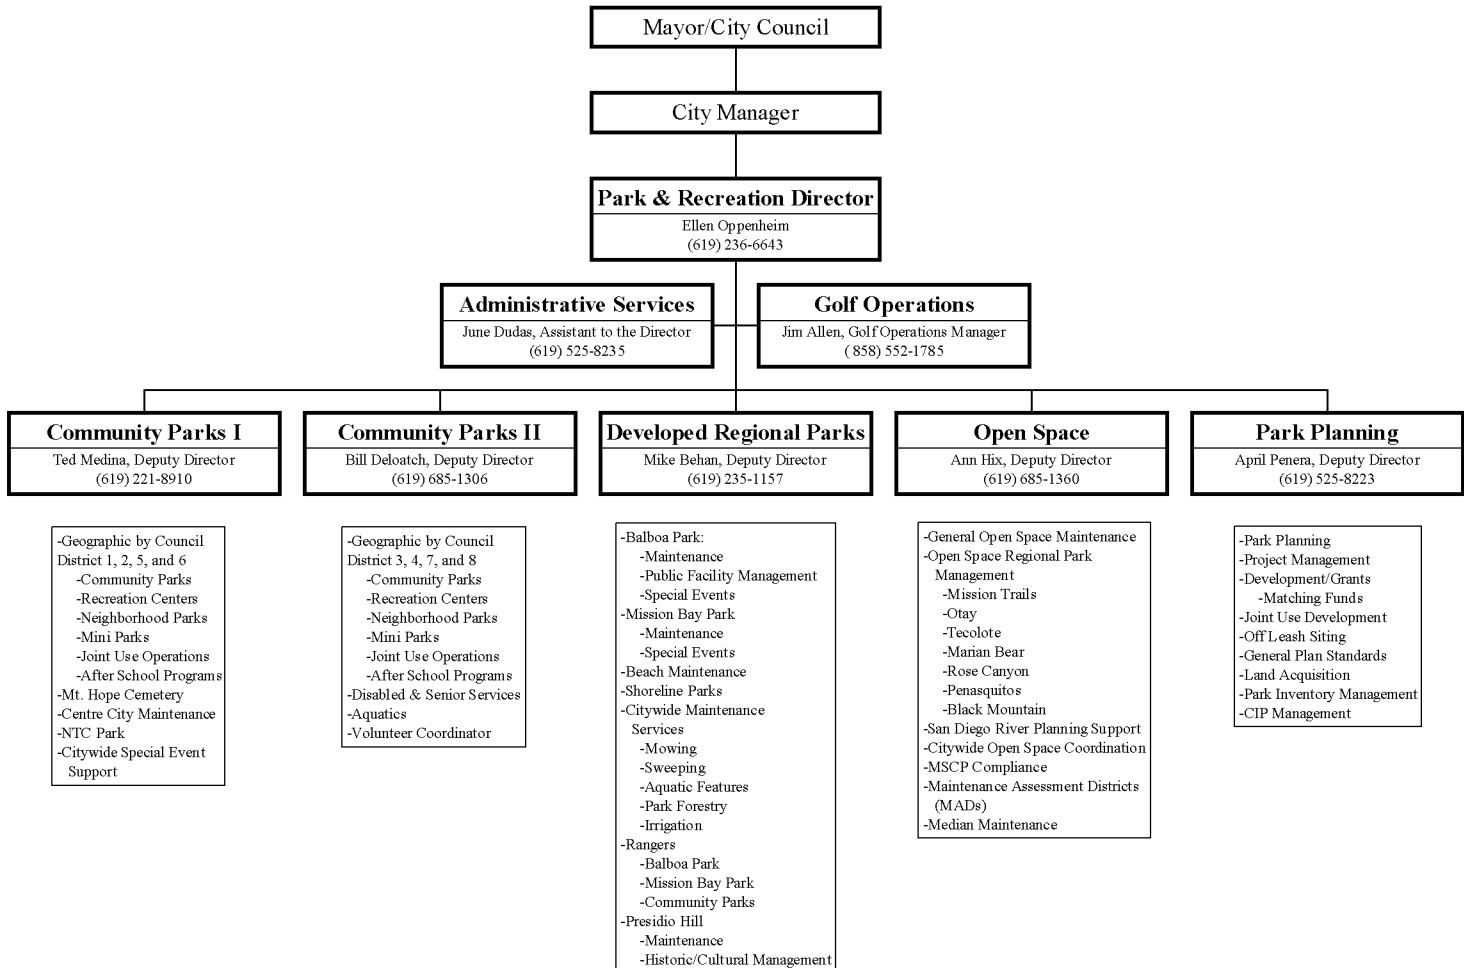 Mayor/City Council
City Manager
Park & Recreation Director
Ellen Oppenheim
(619) 236-6643
Administrative Services
June Dudas, Assistant to the Director
(619) 525-8235
Golf Operations
Jim Allen, Golf Operations Manager
( 858) 552-1785
Community Parks I
Ted Medina, Deputy Director
(619) 221-8910
Community Parks II
Bill Deloatch, Deputy Director
(619) 685-1306
Developed Regional Parks
Mike Behan, Deputy Director
(619) 235-1157
Open Space
Ann Hix, Deputy Director
(619) 685-1360
Park Planning
April Penera, Deputy Director
(619) 525-8223
-Geographic by Council
District 1, 2, 5, and 6
-Community Parks
-Recreation Centers
-Neighborhood Parks
-Mini Parks
-Joint Use Operations
-After School Programs
-Mt. Hope Cemetery
-Centre City Maintenance
-NTC Park
-Citywide Special Event
Support
-Geographic by Council
District 3, 4, 7, and 8
-Community Parks
-Recreation Centers
-Neighborhood Parks
-Mini Parks
-Joint Use Operations
-After School Programs
-Disabled & Senior Services
-Aquatics
-Volunteer Coordinator
-Balboa Park:
-Maintenance
-Public Facility Management
-Special Events
-Mission Bay Park
-Maintenance
-Special Events
-Beach Maintenance
-Shoreline Parks
-Citywide Maintenance
Services
-Mowing
-Sweeping
-Aquatic Features
-Park Forestry
-Irrigation
-Rangers
-Balboa Park
-Mission Bay Park
-Community Parks
-Presidio Hill
-Maintenance
-Historic/Cultural Management
-General Open Space Maintenance
-Open Space Regional Park
Management
-Mission Trails
-Otay
-Tecolote
-Marian Bear
-Rose Canyon
-Penasquitos
-Black Mountain
-San Diego River Planning Support
-Citywide Open Space Coordination
-MSCP Compliance
-Maintenance Assessment Districts
(MADs)
-Median Maintenance
-Park Planning
-Project Management
-Development/Grants
-Matching Funds
-Joint Use Development
-Off Leash Siting
-General Plan Standards
-Land Acquisition
-Park Inventory Management
-CIP Management